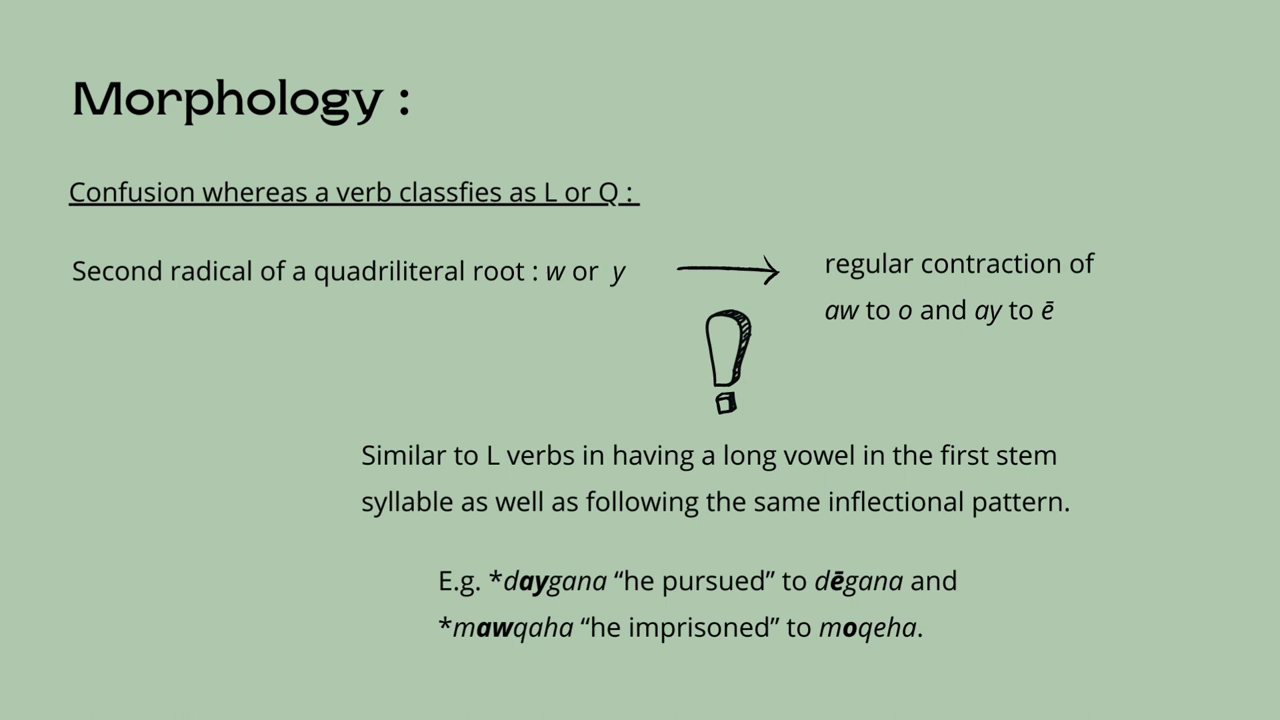 Morphology :
Confusion whereas a verb classfies as L or Q :
Second radical of a quadriliteral root : w or y
regular contraction of
aw to o and ay to ē
Similar to L verbs in having a long vowel in the first stem
syllable as well as following the same inflectional pattern.
E.g. *daygana “he pursued” to dēgana and
*mawqaha “he imprisoned” to moqeha.